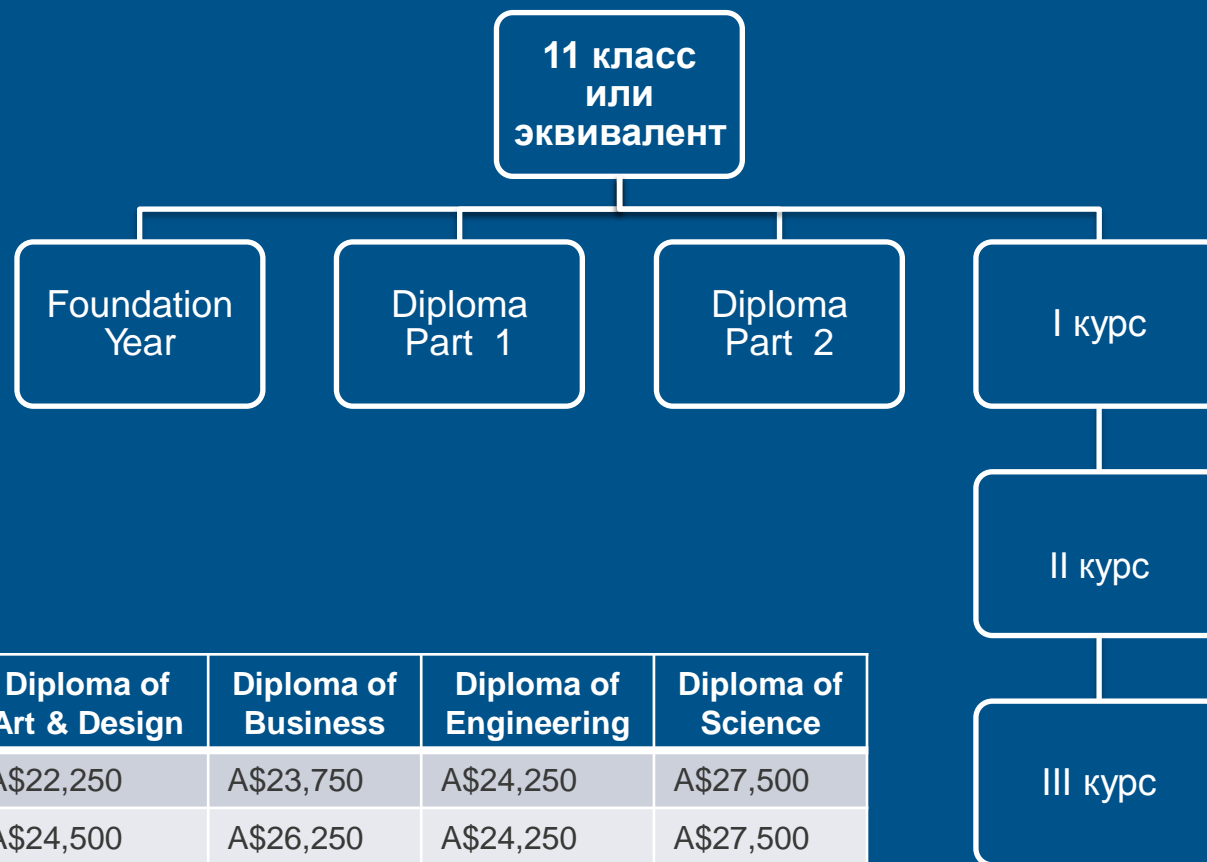 11 класс
или
эквивалент
Foundation
Year
Diploma
Part 1
Diploma
Part 2
I курс
II курс
III курс
Diploma of
Art & Design
Diploma of
Business
Diploma of
Engineering
Diploma of
Science
A$22,250 A$23,750 A$24,250 A$27,500
A$24,500 A$26,250 A$24,250 A$27,500